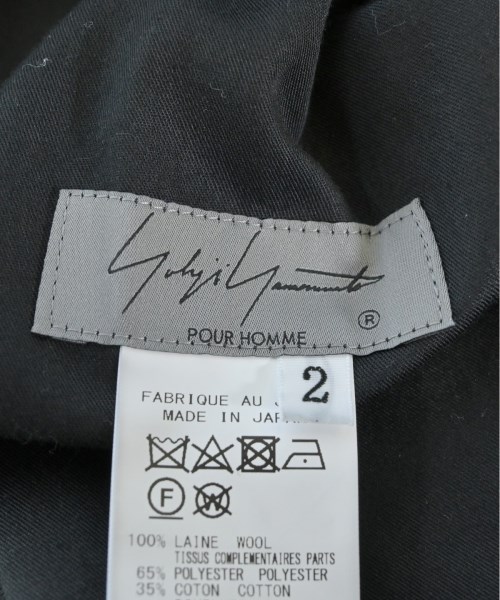 Yohji Yamamoto
®
POUR HOMME
2
FABRIQUE AU
MADE IN
F
W
100% LAINE WOOL
TISSUS COMPLEMENTAIRES PARTS
65% POLYESTER POLYESTER
35% COTON COTTON